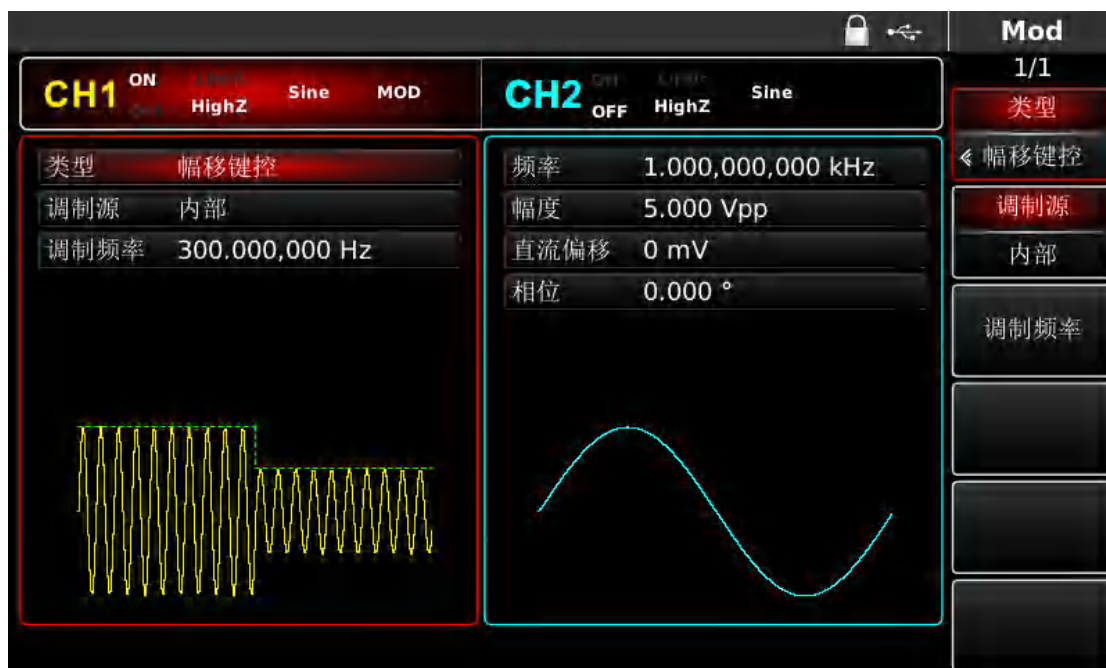 Mod
1/1
CH1 ON HighZ Sine MOD
CH2 OFF HighZ Sine
类型
幅移键控
调制源
内部
调制频率
类型 幅移键控
调制源 内部
调制频率 300.000,000 Hz
频率 1.000,000,000 kHz
幅度 5.000 Vpp
直流偏移 0 mV
相位 0.000 °